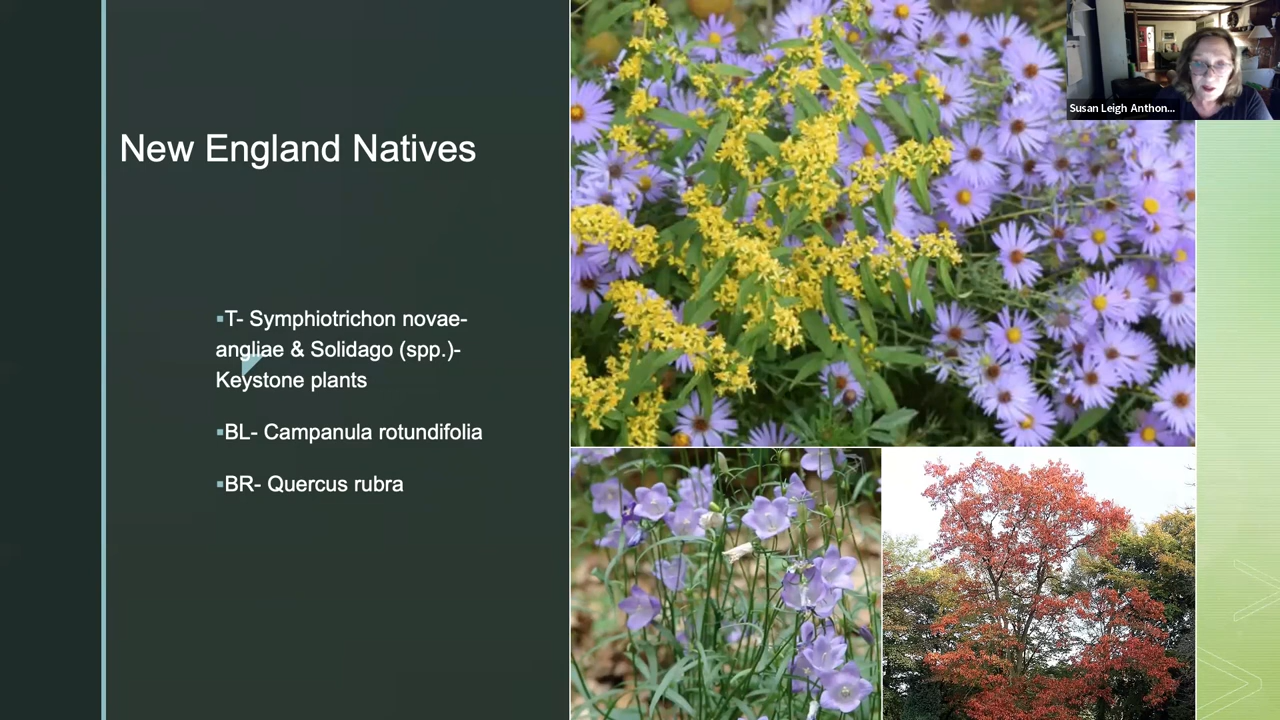 Susan Leigh Anthon...
New England Natives
▪T- Symphiotrichon novae-
angliae & Solidago (spp.)-
Keystone plants
▪BL- Campanula rotundifolia
▪BR- Quercus rubra